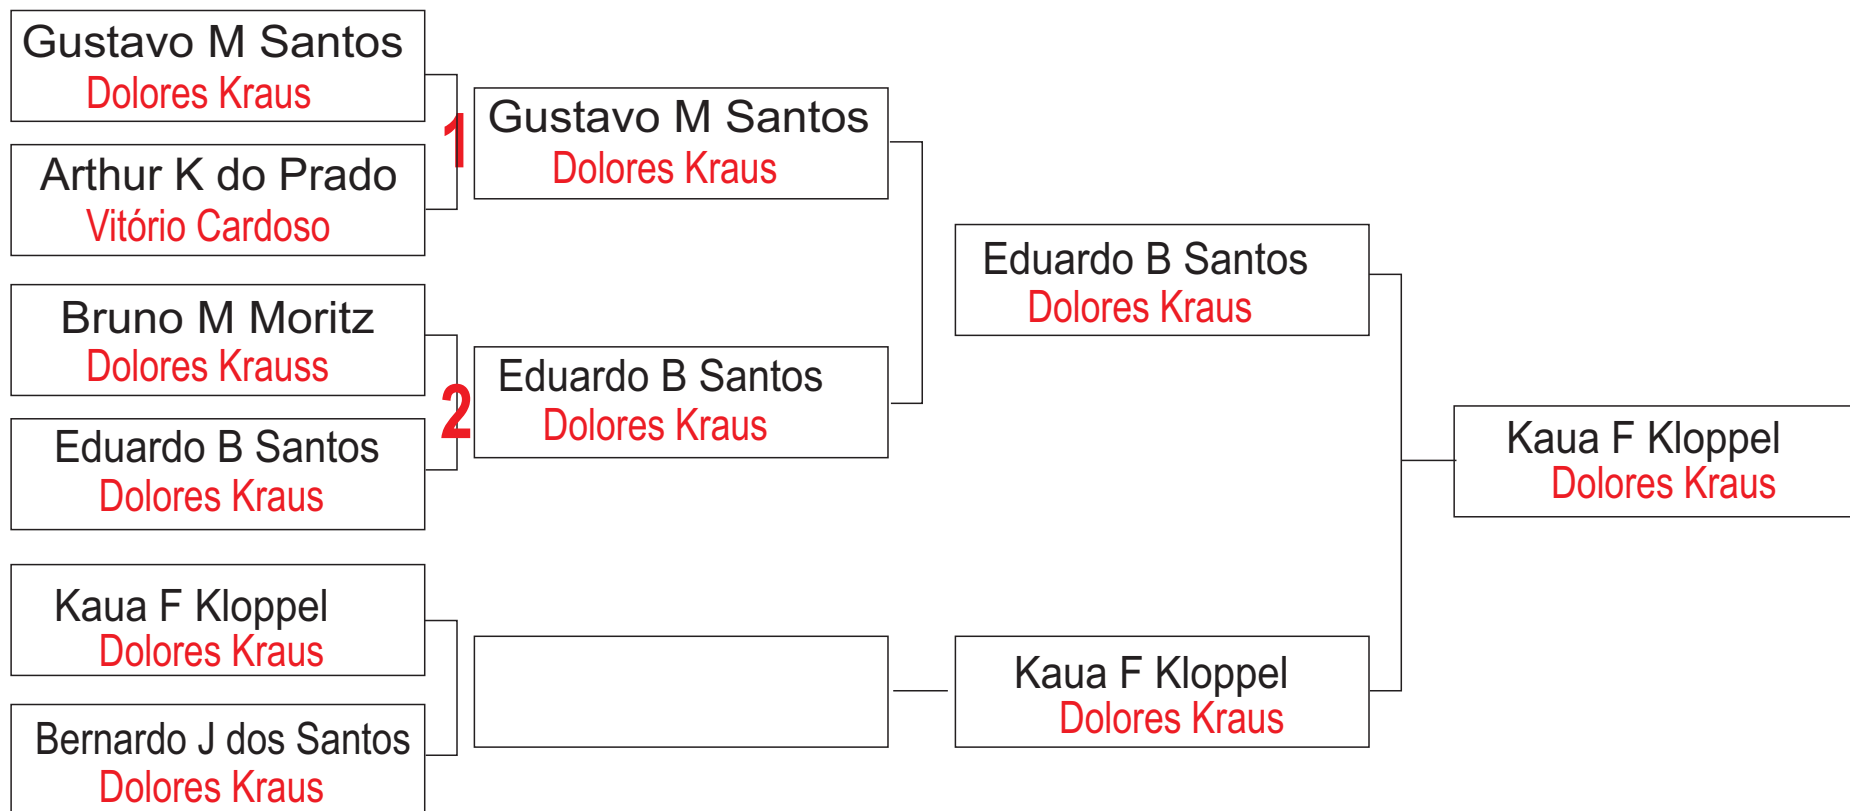 Gustavo M Santos
Dolores Kraus
Arthur K do Prado
Vitório Cardoso
1
Gustavo M Santos
Dolores Kraus
Bruno M Moritz
Dolores Krauss
Eduardo B Santos
Dolores Kraus
2
Eduardo B Santos
Dolores Kraus
Eduardo B Santos
Dolores Kraus
Kaua F Kloppel
Dolores Kraus
Bernardo J dos Santos
Dolores Kraus
Kaua F Kloppel
Dolores Kraus
Kaua F Kloppel
Dolores Kraus